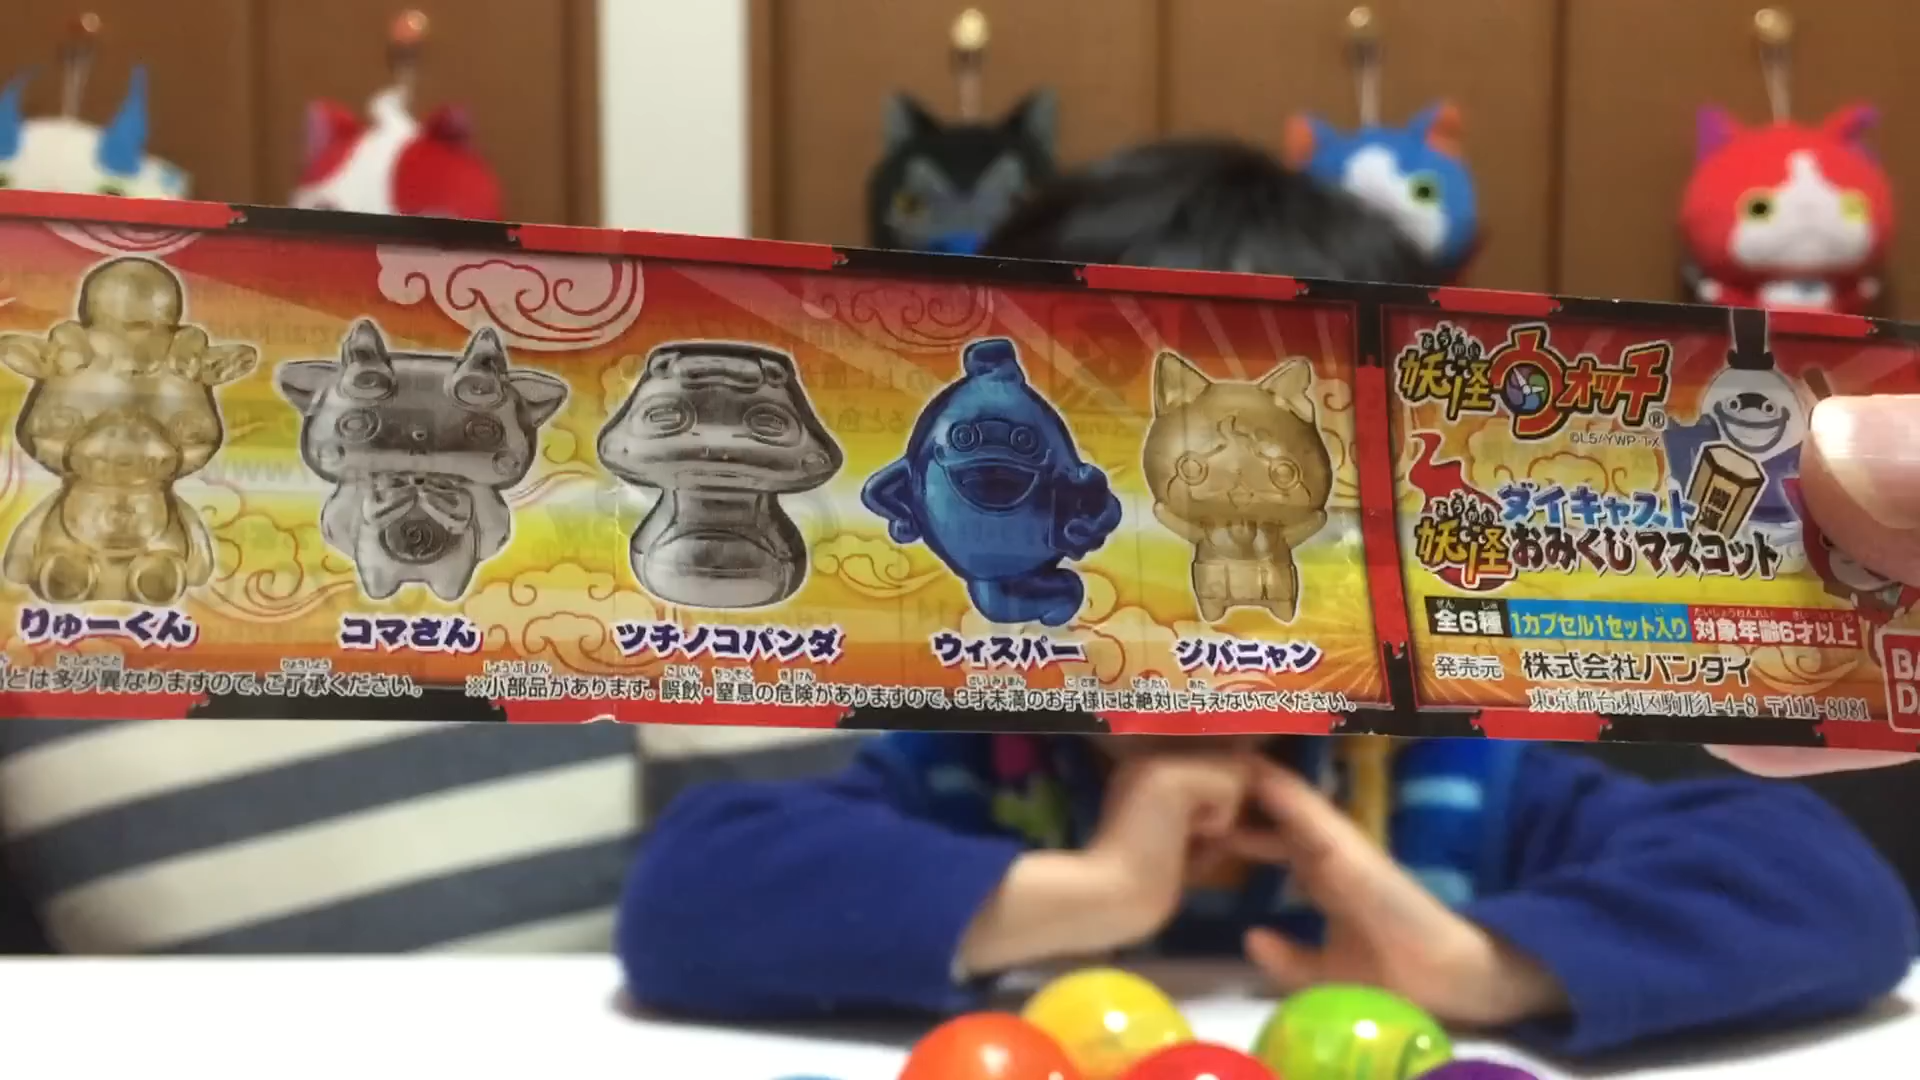 りゅーくん
コマさん
ツチノコパンダ
ウィスパー
ジバニャン
とは多少異なりますので、ご了承ください。
※小部品があります。誤飲・窒息の危険がありますので、3才未満のお子様には絶対に与えないでください。
妖怪ウォッチ®
ようかい
©L5/YWP・TX
ダイキャスト
ようかい
妖怪おみくじマスコット
全6種 1カプセル1セット入り 対象年齢6才以上
発売元 株式会社バンダイ
東京都台東区駒形1-4-8 〒111-8081